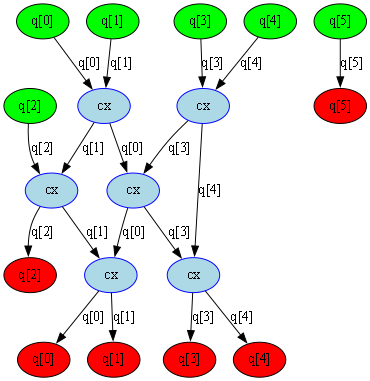 q[0] q[1] q[3] q[4] q[5]
q[0] q[1] q[3] q[4] q[5]
q[2] cx cx q[5]
q[2] q[1] q[0] q[3]
q[4]
cx cx
q[2] q[1] q[0] q[3]
q[2] cx cx
q[0] q[1] q[3] q[4]
q[0] q[1] q[3] q[4]